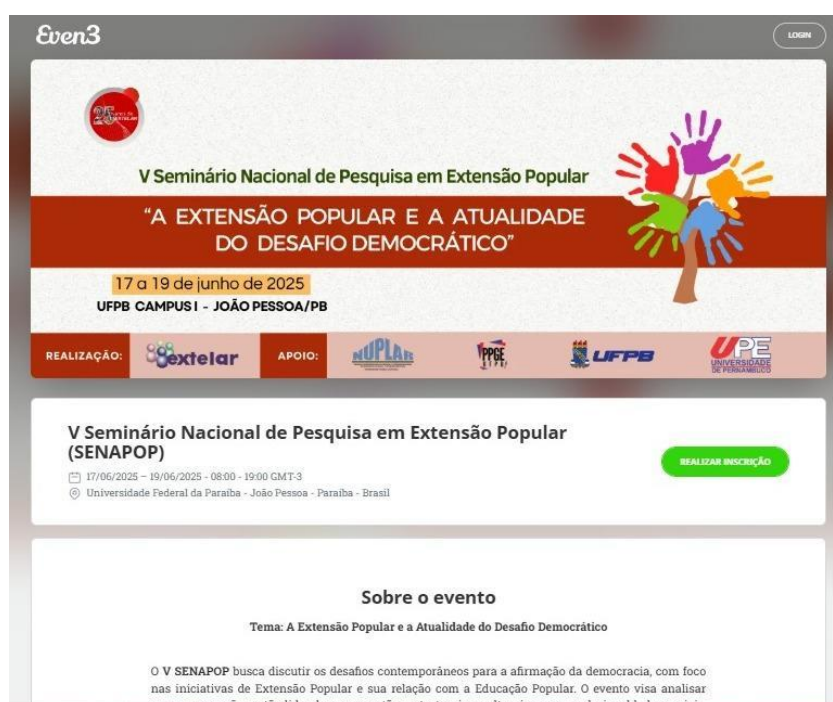 Even3
LOGIN
25
V Seminário Nacional de Pesquisa em Extensão Popular
"A EXTENSÃO POPULAR E A ATUALIDADE
DO DESAFIO DEMOCRÁTICO"
17 a 19 de junho de 2025
UFPB CAMPUS I - JOÃO PESSOA/PB
REALIZAÇÃO:
extelar
APOIO:
NUPLAR
PPGE
UFPB
UFPB
UPE
UNIVERSIDADE
DE PERNAMBUCO
V Seminário Nacional de Pesquisa em Extensão Popular
(SENAPOP)
REALIZAR INSCRIÇÃO
17/06/2025 – 19/06/2025 - 08:00 - 19:00 GMT-3
Universidade Federal da Paraíba - João Pessoa - Paraíba - Brasil
Sobre o evento
Tema: A Extensão Popular e a Atualidade do Desafio Democrático
O V SENAPOP busca discutir os desafios contemporâneos para a afirmação da democracia, com foco
nas iniciativas de Extensão Popular e sua relação com a Educação Popular. O evento visa analisar